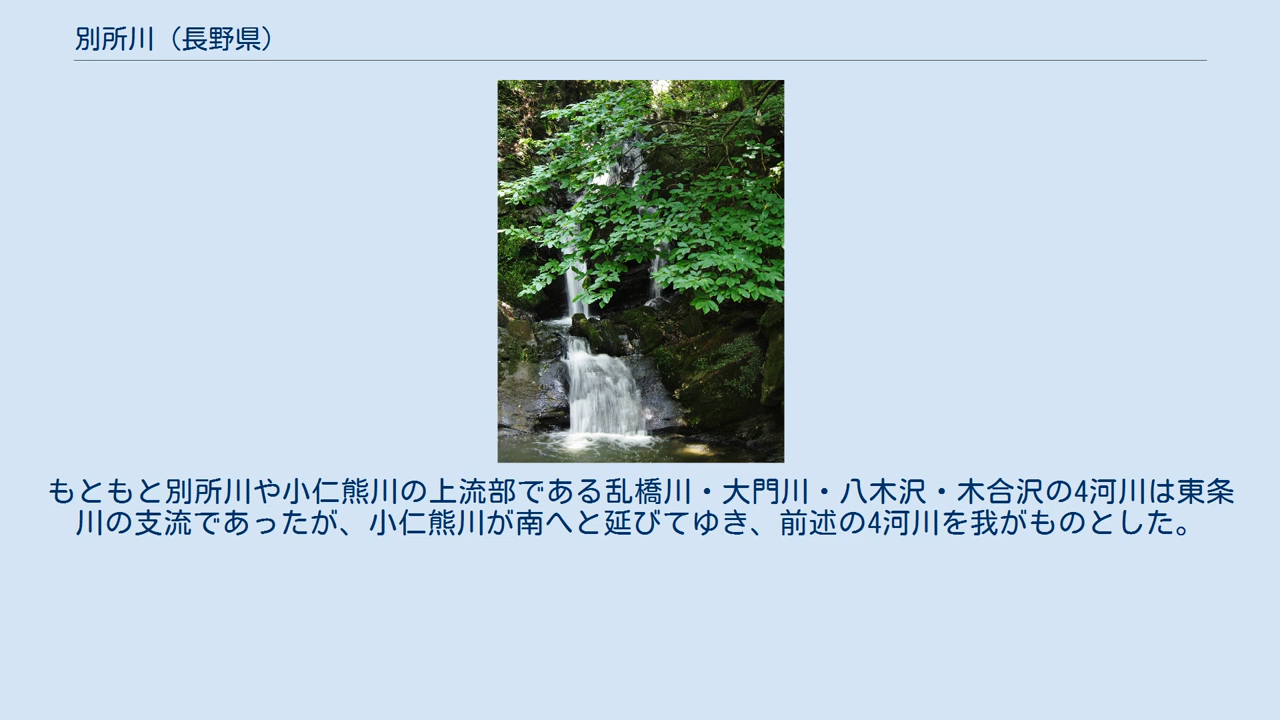 別所川（長野県）
もともと別所川や小仁熊川の上流部である乱橋川・大門川・八木沢・木合沢の4河川は東条
川の支流であったが、小仁熊川が南へと延びてゆき、前述の4河川を我がものとした。